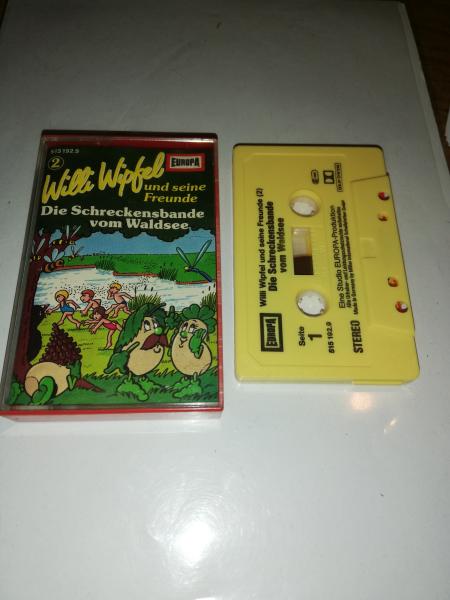 515 192.9
2
Willi Wipfel
EUROPA
und seine
Freunde
Die Schreckensbande
vom Waldsee
Willi Wipfel und seine Freunde (2)
Die Schreckensbande
vom Waldsee
Eine Studio EUROPA-Produktion
EUROPA
Seite
1
515 192.9
STEREO